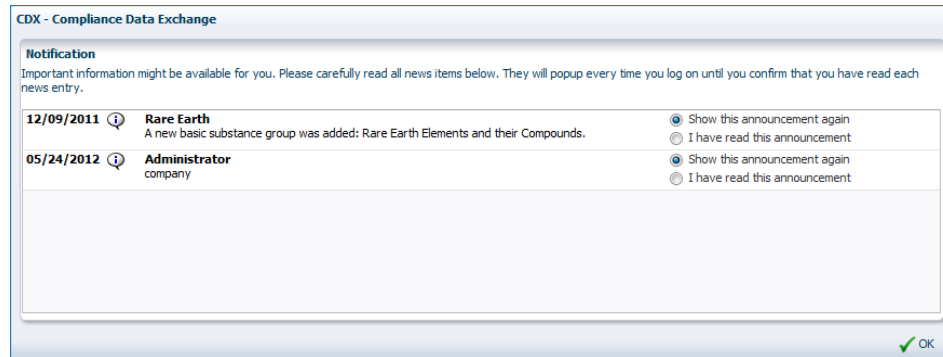 CDX - Compliance Data Exchange
Notification
Important information might be available for you. Please carefully read all news items below. They will popup every time you log on until you confirm that you have read each
news entry.
12/09/2011 Rare Earth Show this announcement again
A new basic substance group was added: Rare Earth Elements and their Compounds. I have read this announcement
05/24/2012 Administrator Show this announcement again
company I have read this announcement
OK